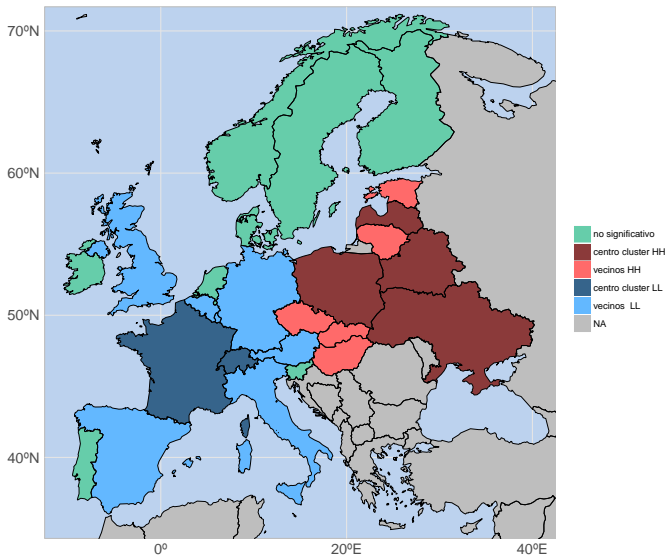 70ºN
60ºN
50ºN
40ºN
0º
20ºE
40ºE
no significativo
centro cluster HH
vecinos HH
centro cluster LL
vecinos  LL
NA